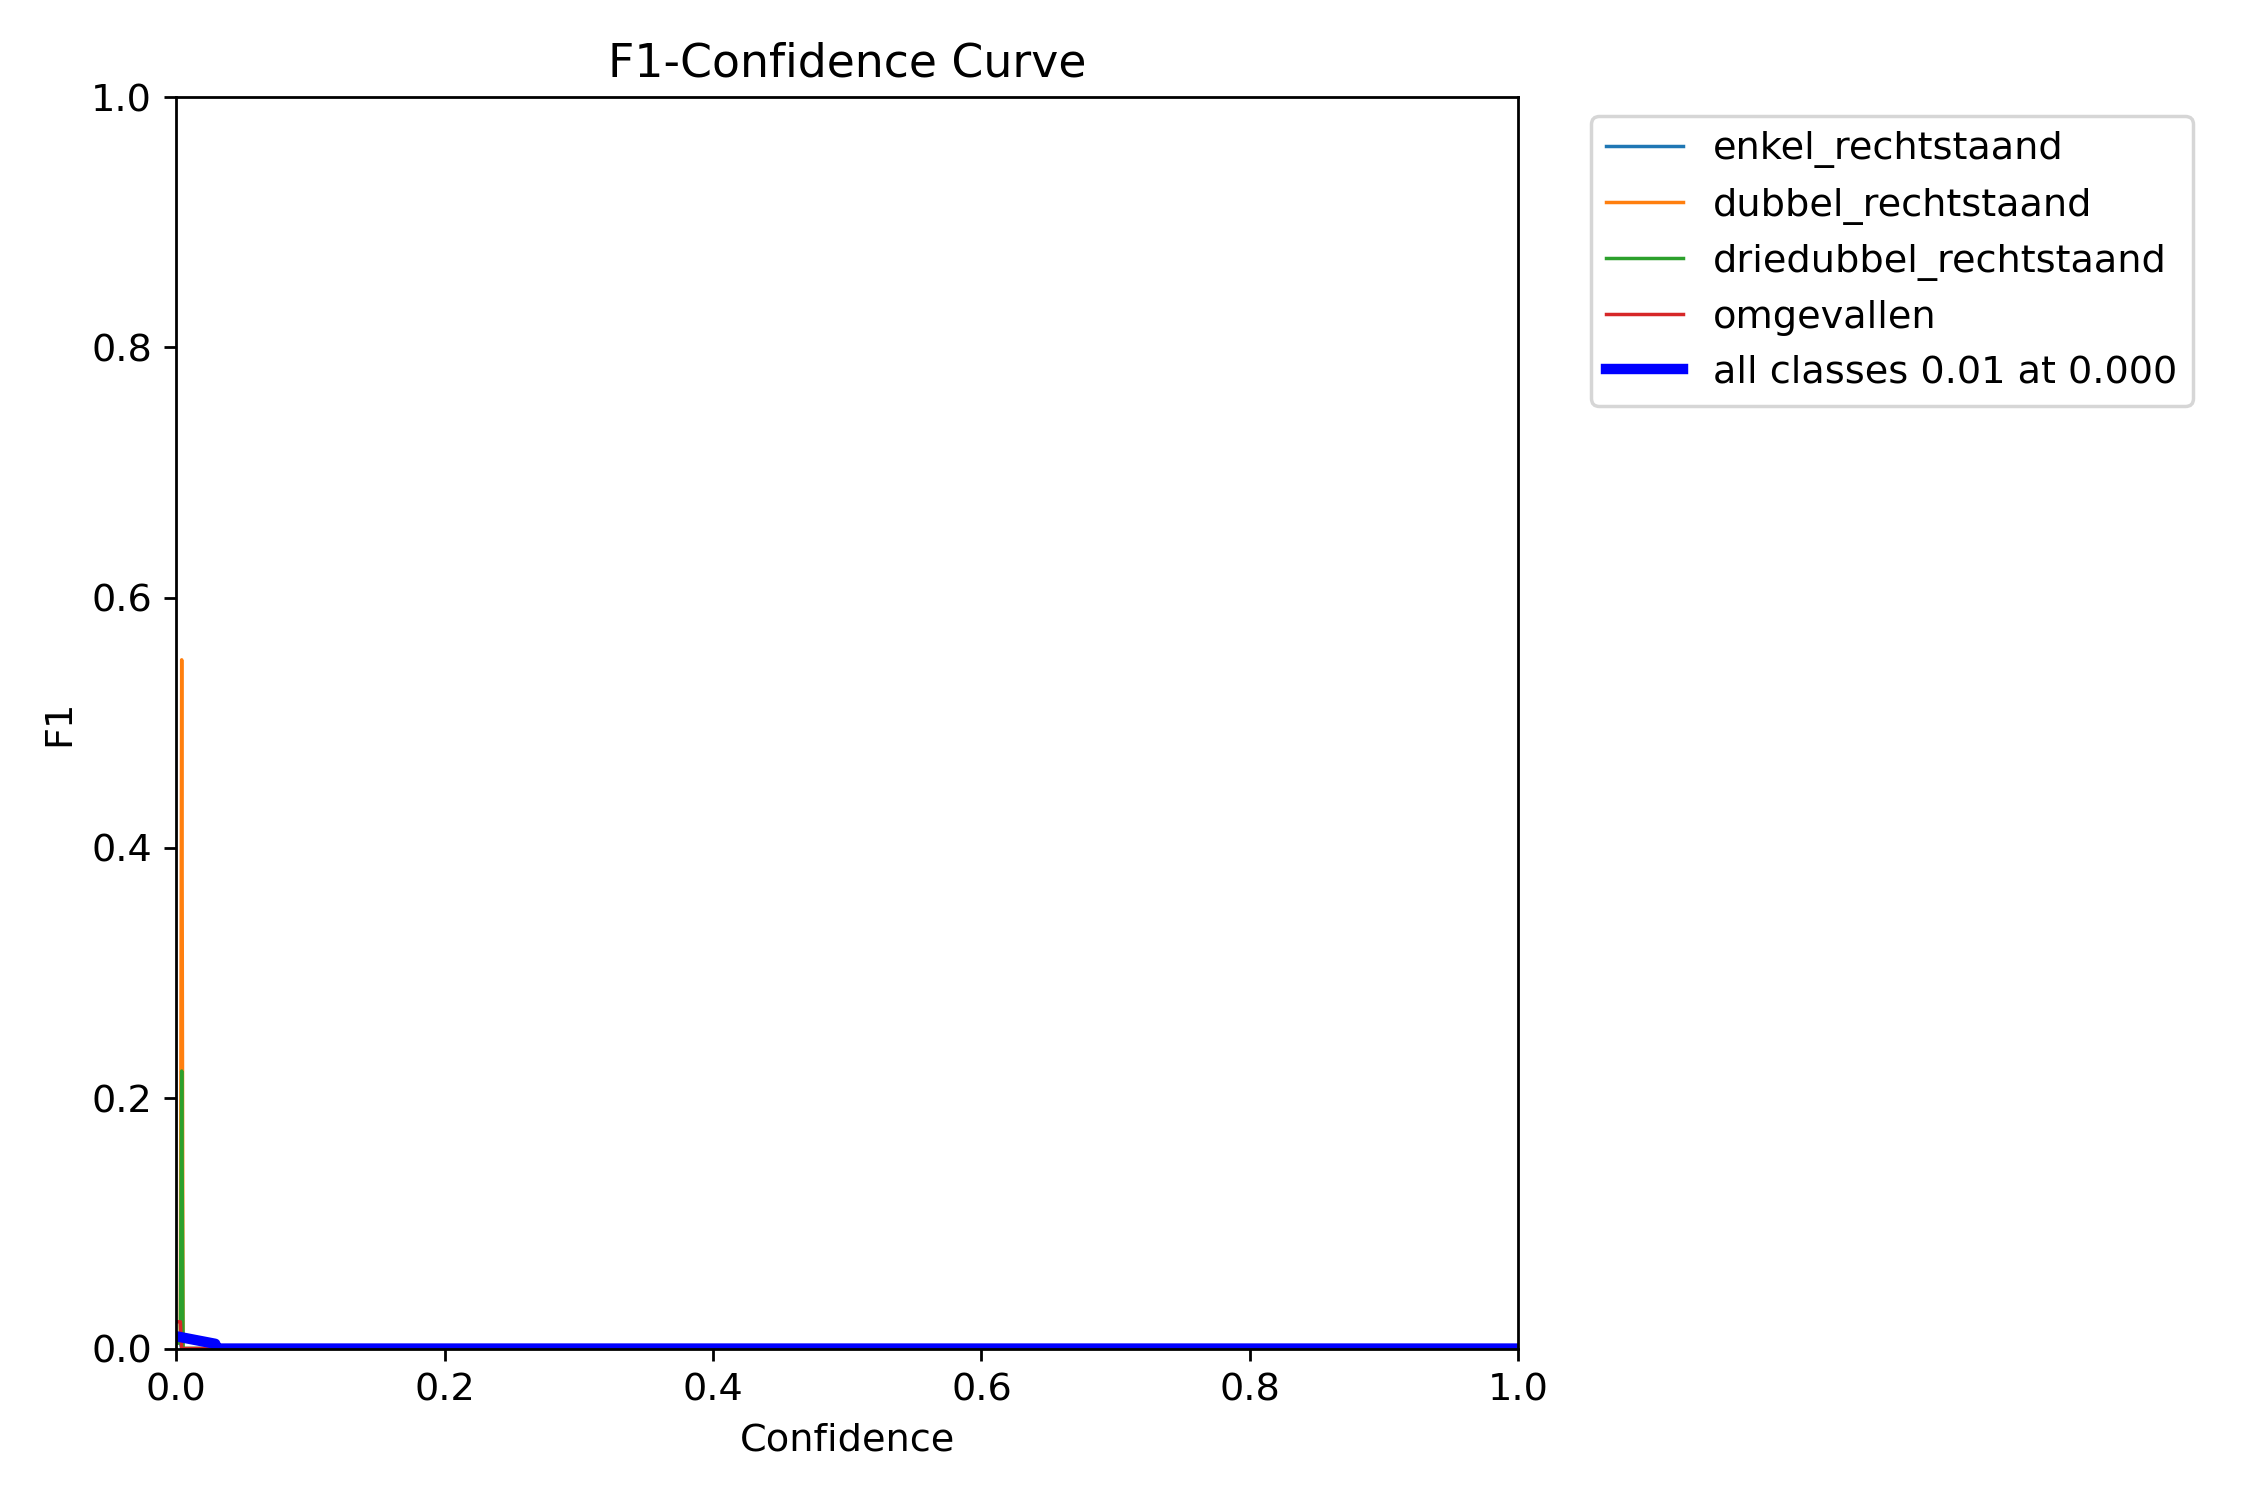 F1-Confidence Curve
1.0
0.8
0.6
0.4
0.2
0.0
F1
0.0 0.2 0.4 0.6 0.8 1.0
Confidence
enkel_rechtstaand
dubbel_rechtstaand
driedubbel_rechtstaand
omgevallen
all classes 0.01 at 0.000